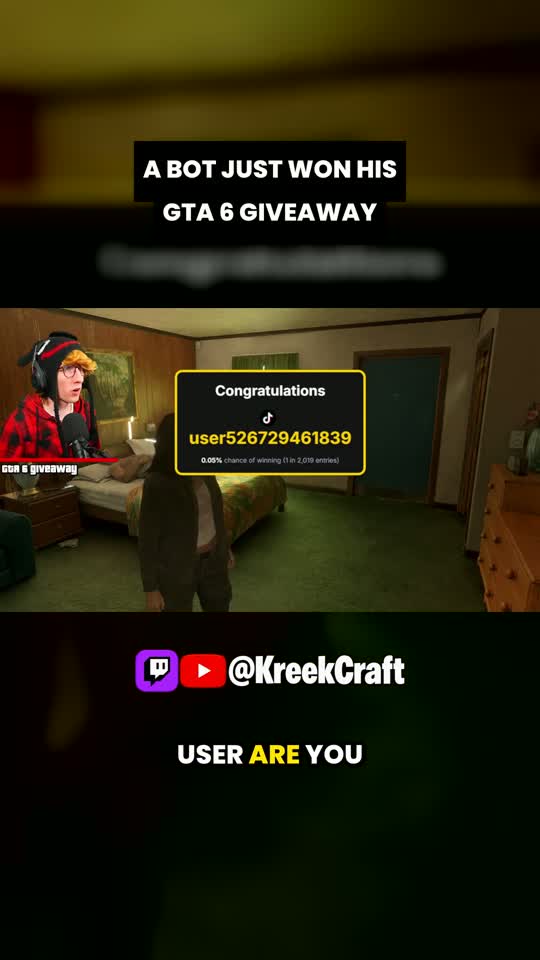 A BOT JUST WON HIS
GTA 6 GIVEAWAY
Congratulations
Congratulations
user526729461839
0.05% chance of winning (1 in 2,019 entries)
GTA 6 GIVEAWAY
@KreekCraft
USER ARE YOU